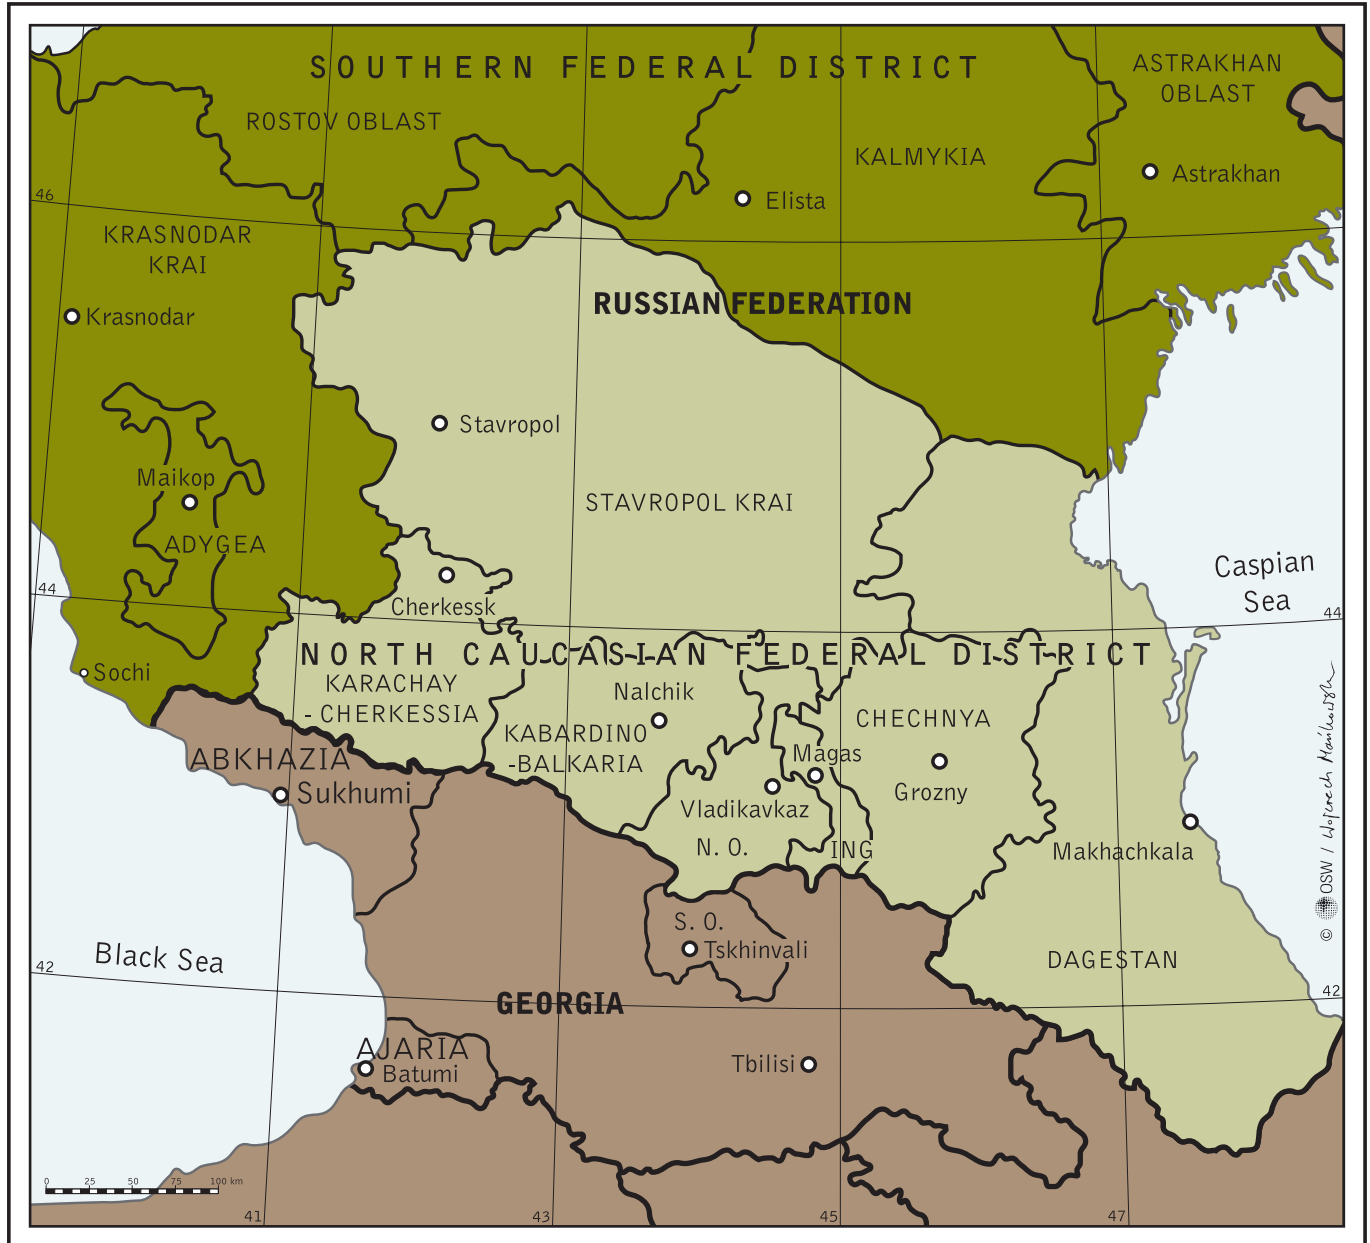 SOUTHERN FEDERAL DISTRICT
ASTRAKHAN
OBLAST
ROSTOV OBLAST
KALMYKIA
Astrakhan
Elista
46
KRASNODAR
KRAI
RUSSIAN FEDERATION
Krasnodar
Stavropol
Maikop
STAVROPOL KRAI
ADYGEA
Caspian
Sea
44
Cherkessk
44
NORTH CAUCASIAN FEDERAL DISTRICT
Sochi
KARACHAY
- CHERKESSIA
Nalchik
CHECHNYA
KABARDINO
-BALKARIA
Magas
ABKHAZIA
Sukhumi
Grozny
Vladikavkaz
N. O.
ING
Makhachkala
© OSW / Wojciech Mańkowski
S. O.
Tskhinvali
Black Sea
DAGESTAN
42
42
GEORGIA
AJARIA
Batumi
Tbilisi
0 25 50 75 100 km
41
43
45
47